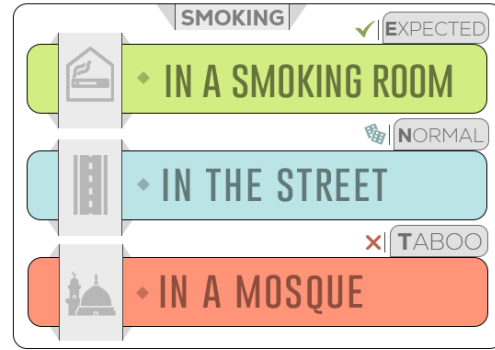 SMOKING
EXPECTED
IN A SMOKING ROOM
NORMAL
IN THE STREET
TABOO
IN A MOSQUE